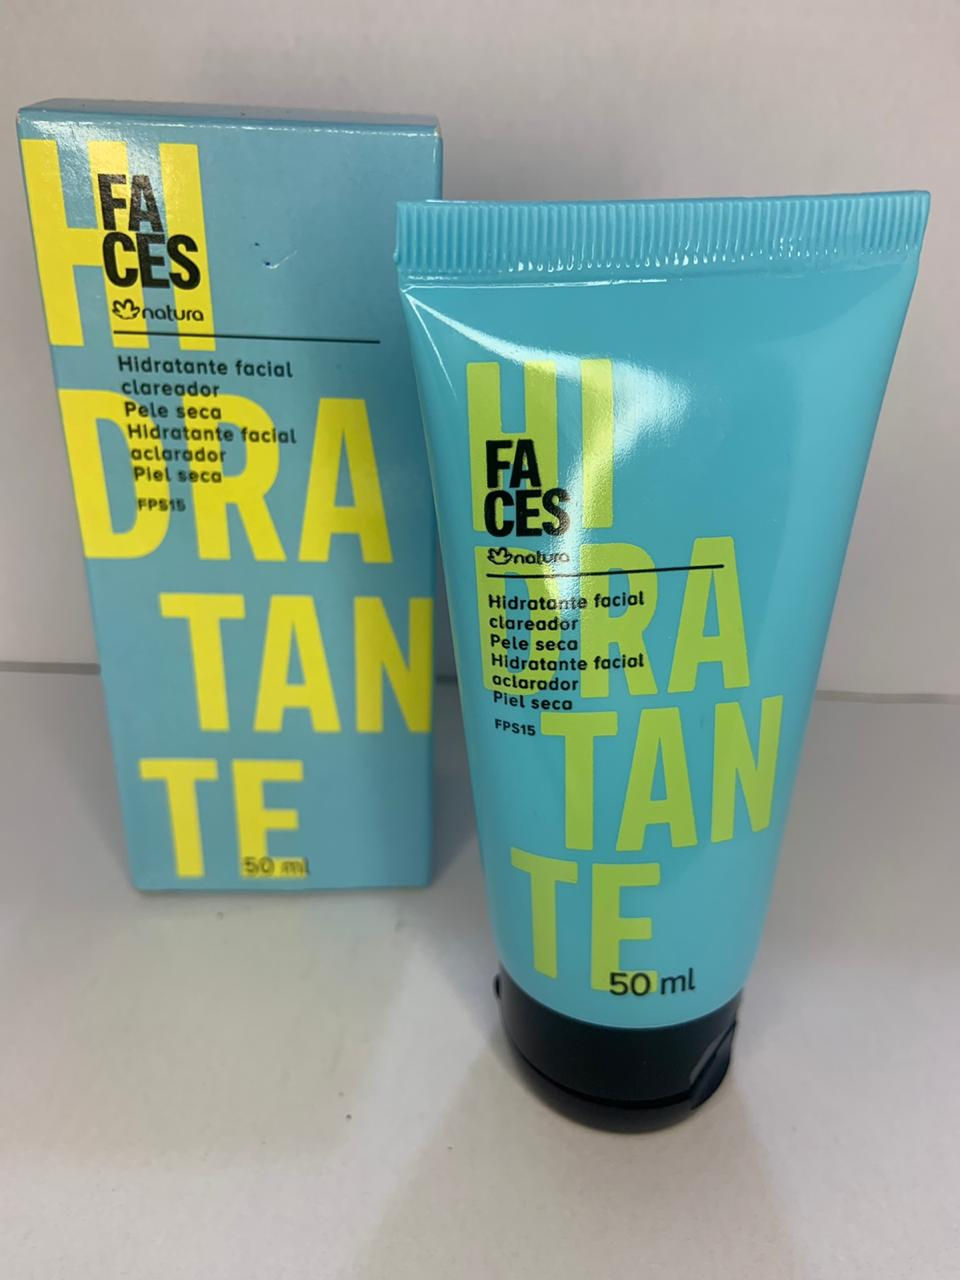 HI
DRA
TAN
TE
FA
CES
natura
Hidratante facial
clareador
Pele seca
Hidratante facial
aclarador
Piel seca
FPS15
50 ml
HI
DRA
TAN
TE
FA
CES
natura
Hidratante facial
clareador
Pele seca
Hidratante facial
aclarador
Piel seca
FPS15
50 ml